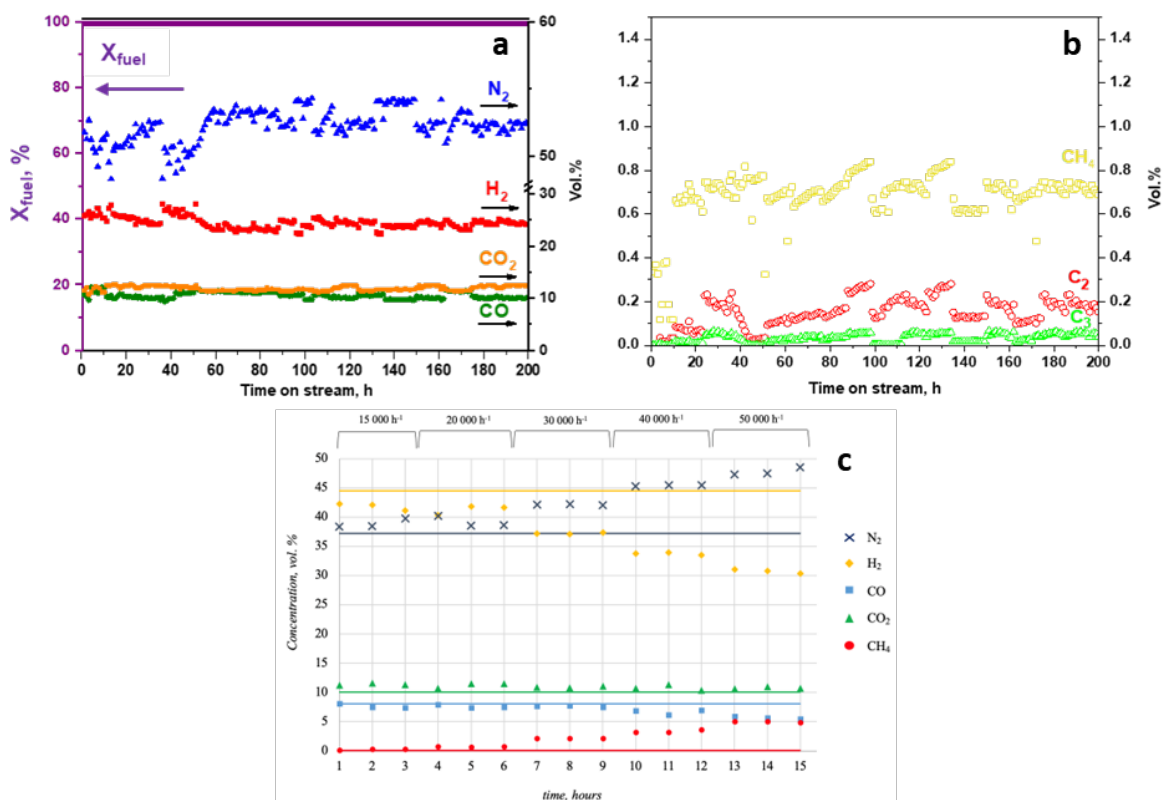 a
X_fuel
N₂
H₂
CO₂
CO
X_fuel, %
100
80
60
40
20
0
60
50
30
20
10
0
Vol.%
0 20 40 60 80 100 120 140 160 180 200
Time on stream, h
b
CH₄
C₂
C₃
1.4
1.2
1.0
0.8
0.6
0.4
0.2
0.0
1.4
1.2
1.0
0.8
0.6
0.4
0.2
0.0
Vol.%
0 20 40 60 80 100 120 140 160 180 200
Time on stream, h
15 000 h⁻¹ 20 000 h⁻¹ 30 000 h⁻¹ 40 000 h⁻¹ 50 000 h⁻¹
c
Concentration, vol. %
50
45
40
35
30
25
20
15
10
5
0
1 2 3 4 5 6 7 8 9 10 11 12 13 14 15
time, hours
N₂
H₂
CO
CO₂
CH₄